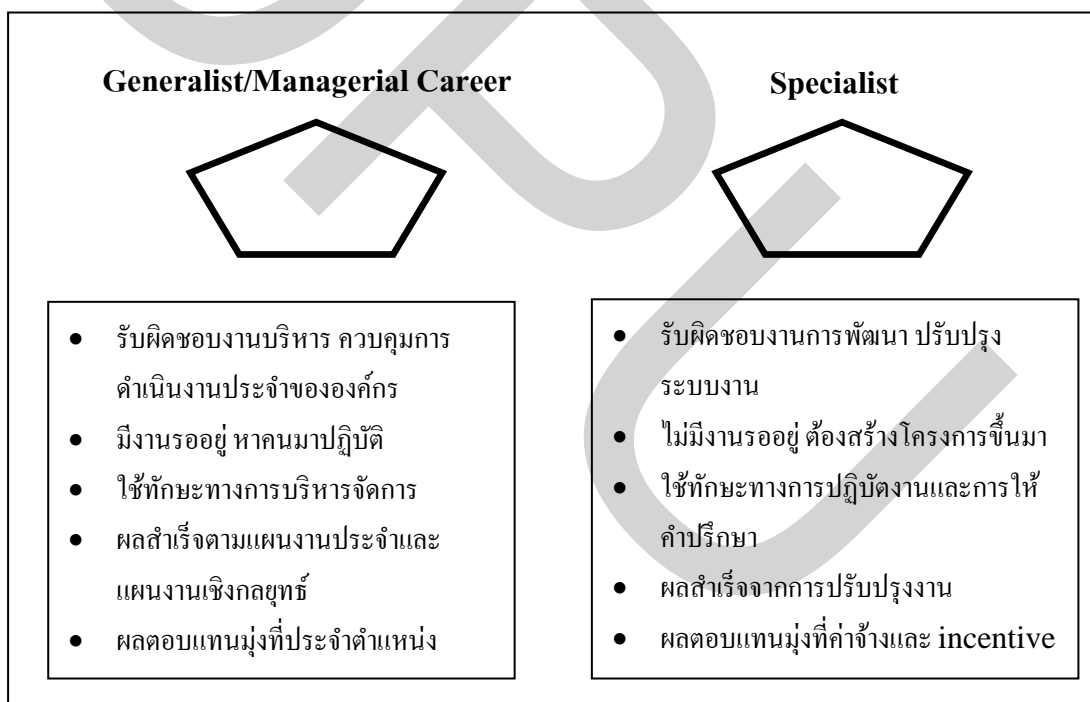 Generalist/Managerial Career
Specialist
• รับผิดชอบงานบริหาร ควบคุมการ
ดำเนินงานประจำขององค์กร
• มีงานรออยู่ หาคนมาปฏิบัติ
• ใช้ทักษะทางการบริหารจัดการ
• ผลสำเร็จตามแผนงานประจำและ
แผนงานเชิงกลยุทธ์
• ผลตอบแทนมุ่งที่ประจำตำแหน่ง
• รับผิดชอบงานการพัฒนา ปรับปรุง
ระบบงาน
• ไม่มีงานรออยู่ ต้องสร้างโครงการขึ้นมา
• ใช้ทักษะทางการปฏิบัตงานและการให้
คำปรึกษา
• ผลสำเร็จจากการปรับปรุงงาน
• ผลตอบแทนมุ่งที่ค่าจ้างและ incentive